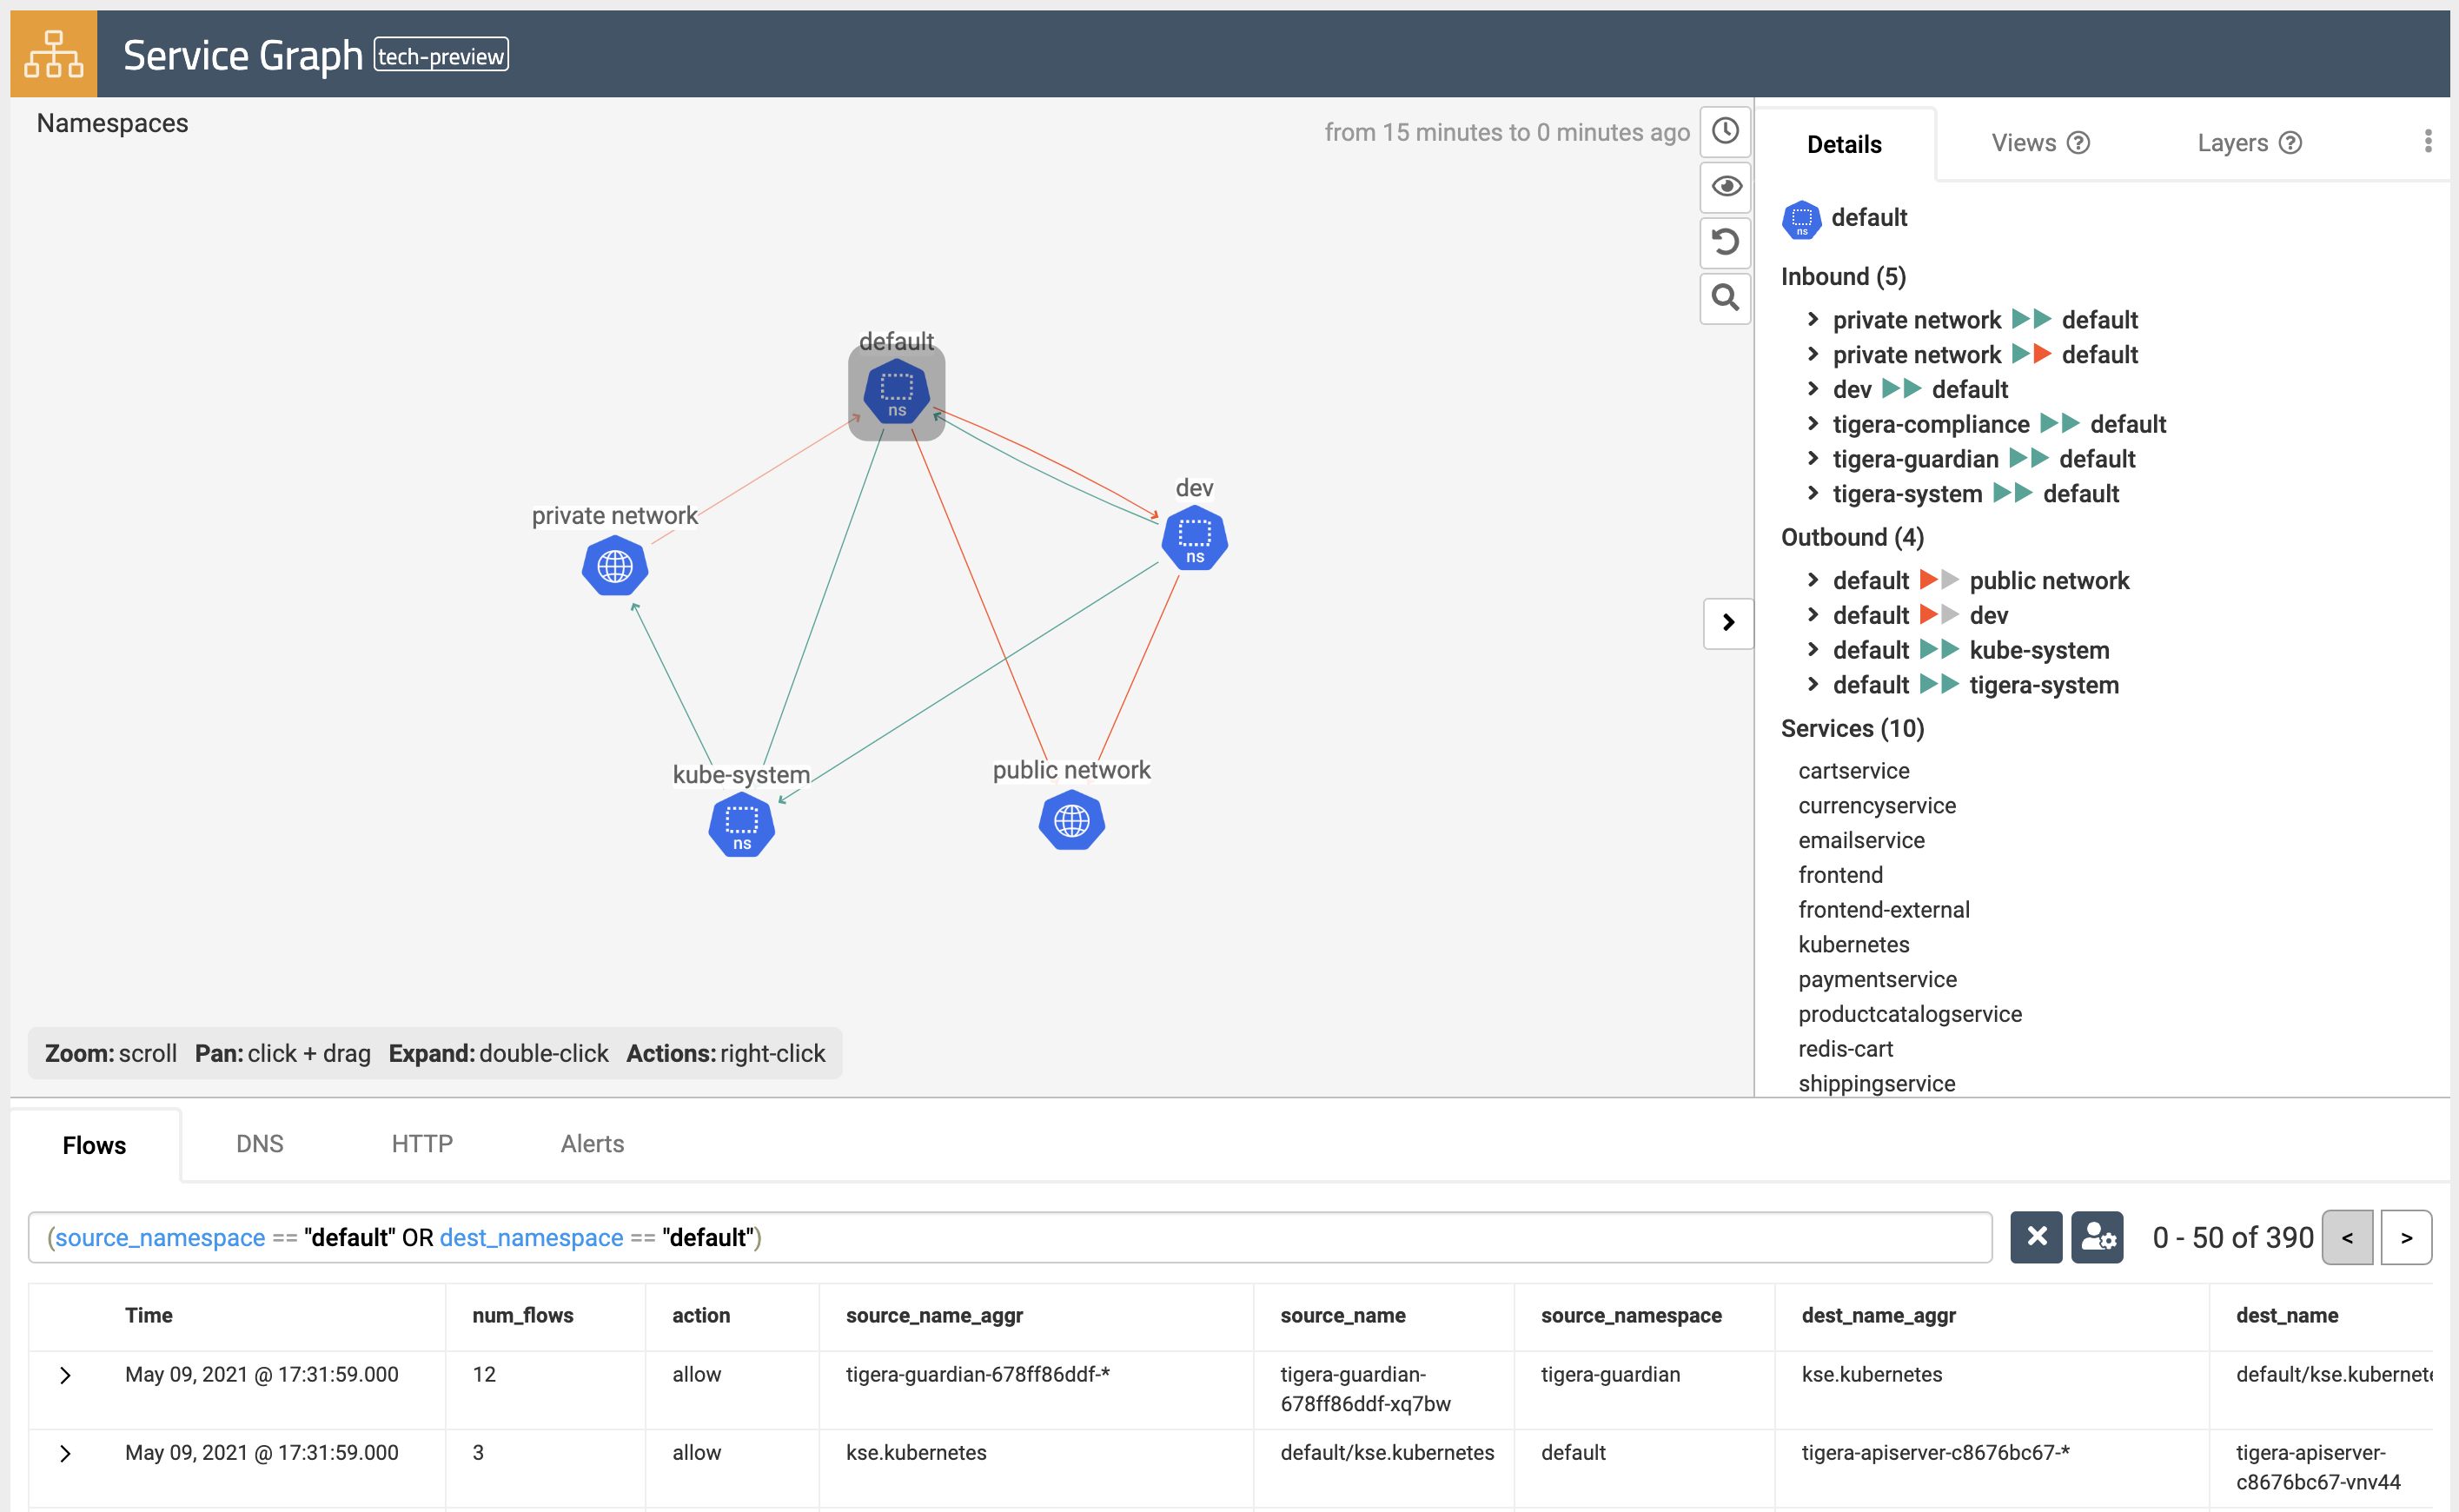 Service Graph tech-preview
Namespaces
from 15 minutes to 0 minutes ago
default
ns
private network
dev
ns
kube-system
ns
public network
Zoom: scroll Pan: click + drag Expand: double-click Actions: right-click
Details Views Layers
ns default
Inbound (5)
private network default
private network default
dev default
tigera-compliance default
tigera-guardian default
tigera-system default
Outbound (4)
default public network
default dev
default kube-system
default tigera-system
Services (10)
cartservice
currencyservice
emailservice
frontend
frontend-external
kubernetes
paymentservice
productcatalogservice
redis-cart
shippingservice
Flows DNS HTTP Alerts
(source_namespace == "default" OR dest_namespace == "default")
0 - 50 of 390 < >
Time num_flows action source_name_aggr source_name source_namespace dest_name_aggr dest_name
May 09, 2021 @ 17:31:59.000 12 allow tigera-guardian-678ff86ddf-* tigera-guardian- tigera-guardian kse.kubernetes default/kse.kubernete
678ff86ddf-xq7bw
May 09, 2021 @ 17:31:59.000 3 allow kse.kubernetes default/kse.kubernetes default tigera-apiserver-c8676bc67-* tigera-apiserver-
c8676bc67-vnv44